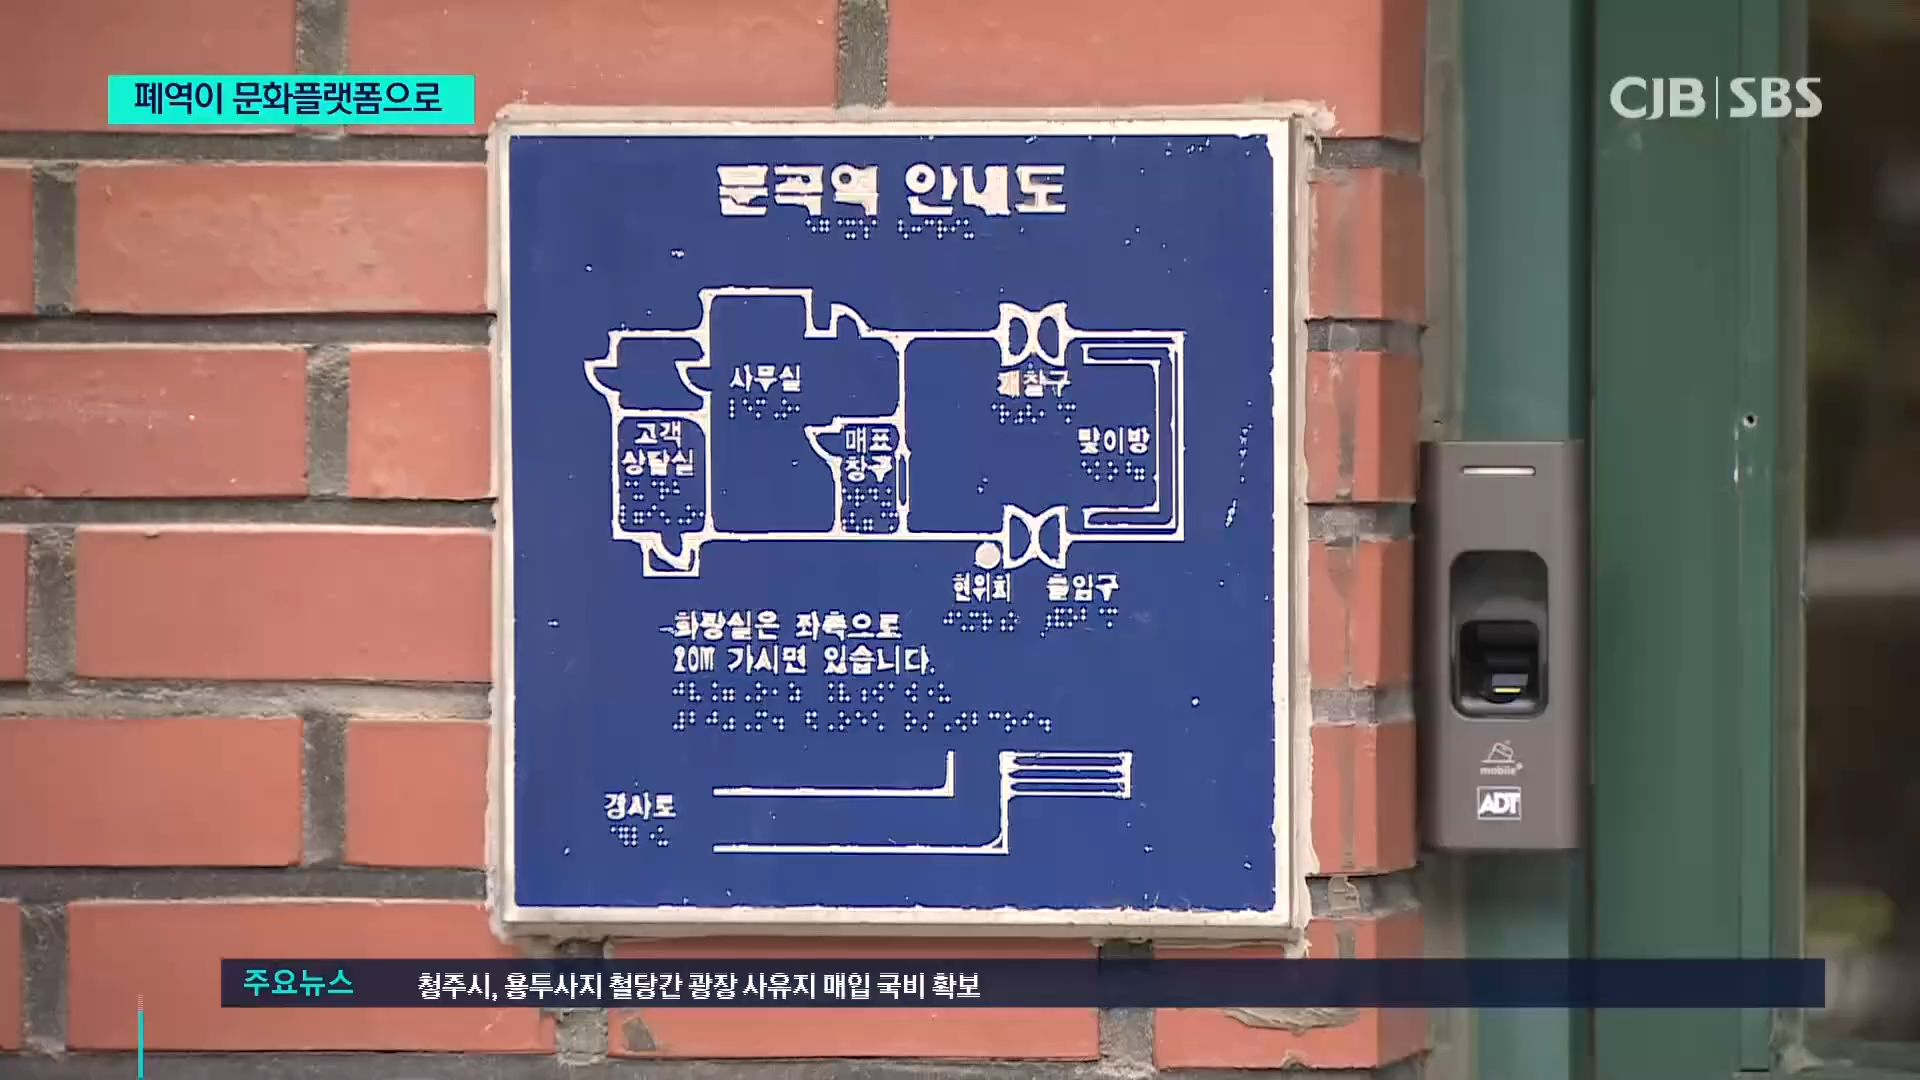 폐역이 문화플랫폼으로
CJB SBS
문곡역 안내도
사무실
개찰구
고객
상담실
매표
창구
맞이방
현위치
출입구
화장실은 좌측으로
20M 가시면 있습니다.
경사로
mobile
ADT
주요뉴스
청주시, 용두사지 철당간 광장 사유지 매입 국비 확보